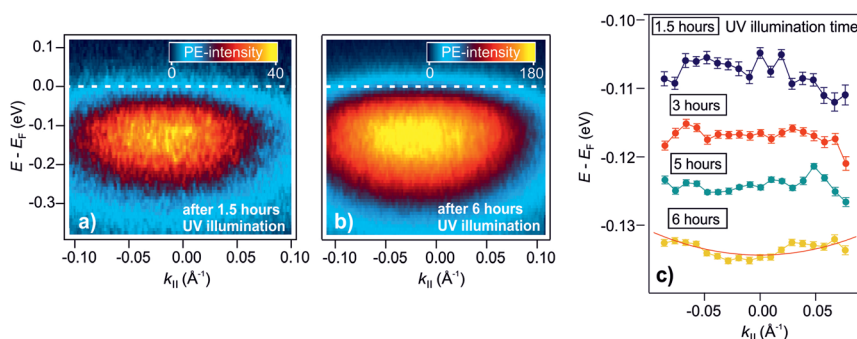 PE-intensity
0 40
0.1
0.0
-0.1
-0.2
-0.3
E - EF (eV)
a)
after 1.5 hours
UV illumination
-0.10 -0.05 0.00 0.05 0.10
k|| (Å⁻¹)
PE-intensity
0 180
b)
after 6 hours
UV illumination
-0.10 -0.05 0.00 0.05 0.10
k|| (Å⁻¹)
-0.10
-0.11
-0.12
-0.13
E - EF (eV)
1.5 hours UV illumination time
3 hours
5 hours
6 hours
c)
-0.05 0.00 0.05
k|| (Å⁻¹)